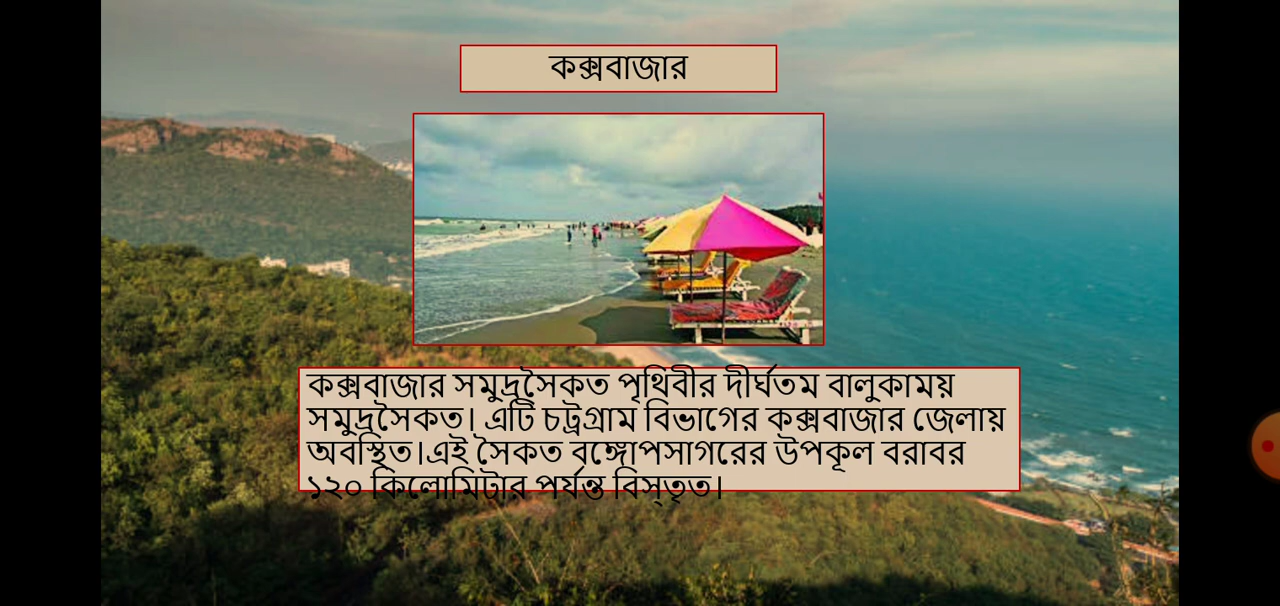 কক্সবাজার
কক্সবাজার সমুদ্রসৈকত পৃথিবীর দীর্ঘতম বালুকাময়
সমুদ্রসৈকত। এটি চট্রগ্রাম বিভাগের কক্সবাজার জেলায়
অবস্থিত।এই সৈকত বঙ্গোপসাগরের উপকূল বরাবর
১২০ কিলোমিটার পর্যন্ত বিস্তৃত।